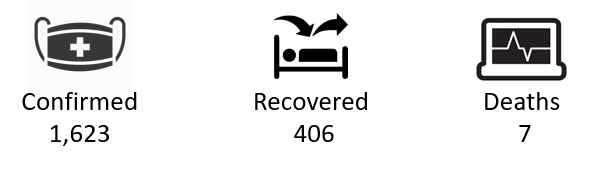 Confirmed
1,623
Recovered
406
Deaths
7